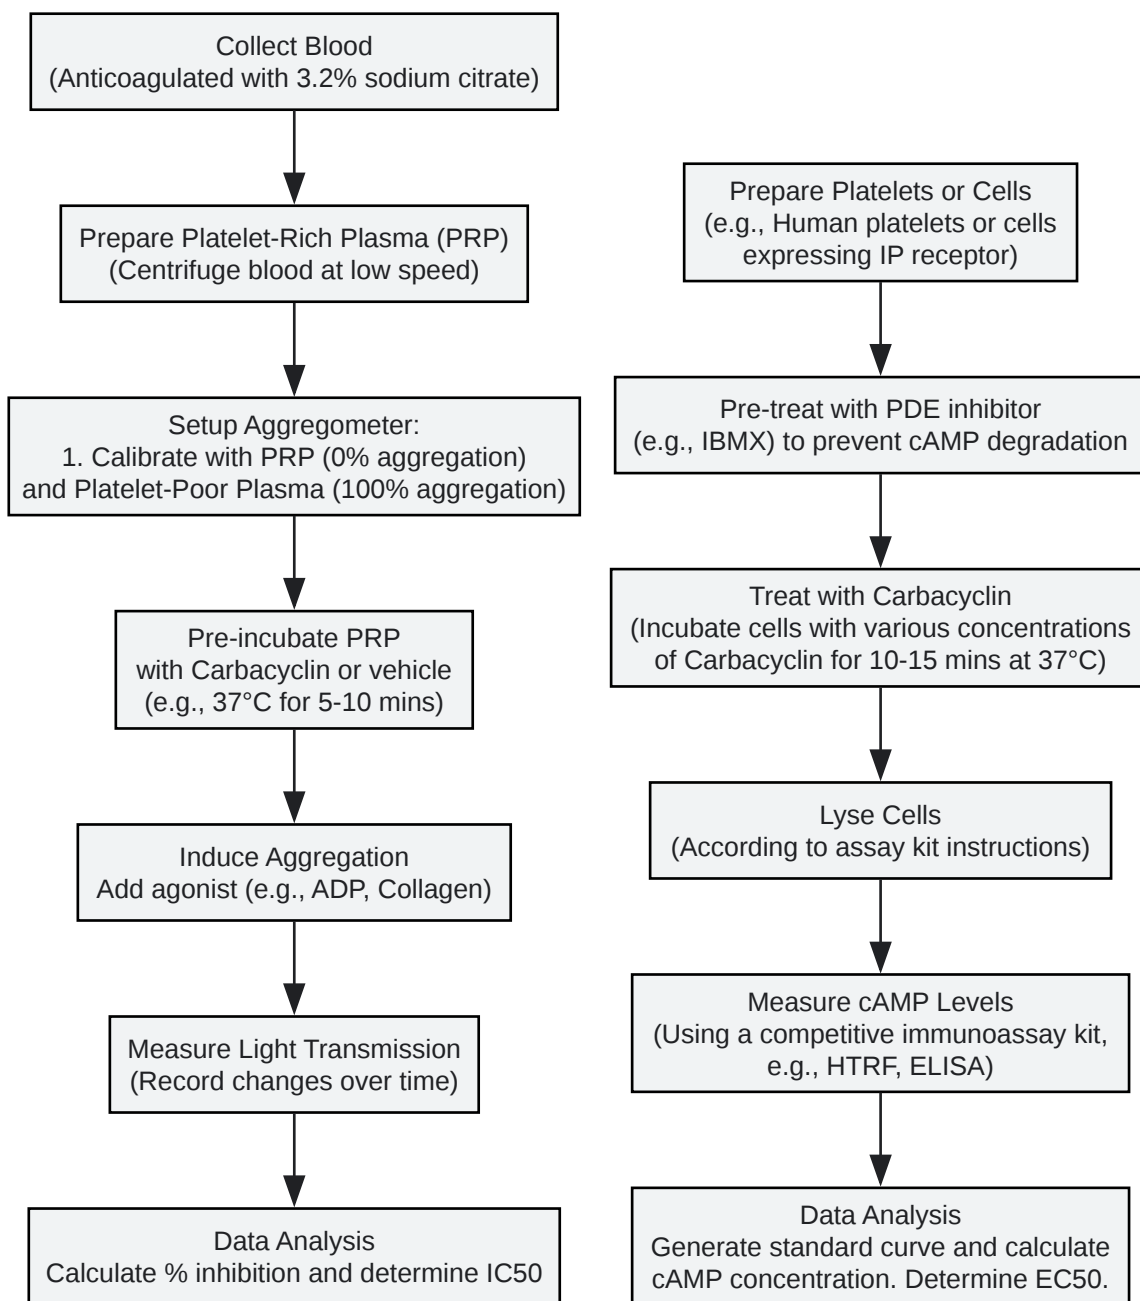 Collect Blood
(Anticoagulated with 3.2% sodium citrate)
Prepare Platelet-Rich Plasma (PRP)
(Centrifuge blood at low speed)
Setup Aggregometer:
1. Calibrate with PRP (0% aggregation)
and Platelet-Poor Plasma (100% aggregation)
Pre-incubate PRP
with Carbacyclin or vehicle
(e.g., 37°C for 5-10 mins)
Induce Aggregation
Add agonist (e.g., ADP, Collagen)
Measure Light Transmission
(Record changes over time)
Data Analysis
Calculate % inhibition and determine IC50
Prepare Platelets or Cells
(e.g., Human platelets or cells
expressing IP receptor)
Pre-treat with PDE inhibitor
(e.g., IBMX) to prevent cAMP degradation
Treat with Carbacyclin
(Incubate cells with various concentrations
of Carbacyclin for 10-15 mins at 37°C)
Lyse Cells
(According to assay kit instructions)
Measure cAMP Levels
(Using a competitive immunoassay kit,
e.g., HTRF, ELISA)
Data Analysis
Generate standard curve and calculate
cAMP concentration. Determine EC50.